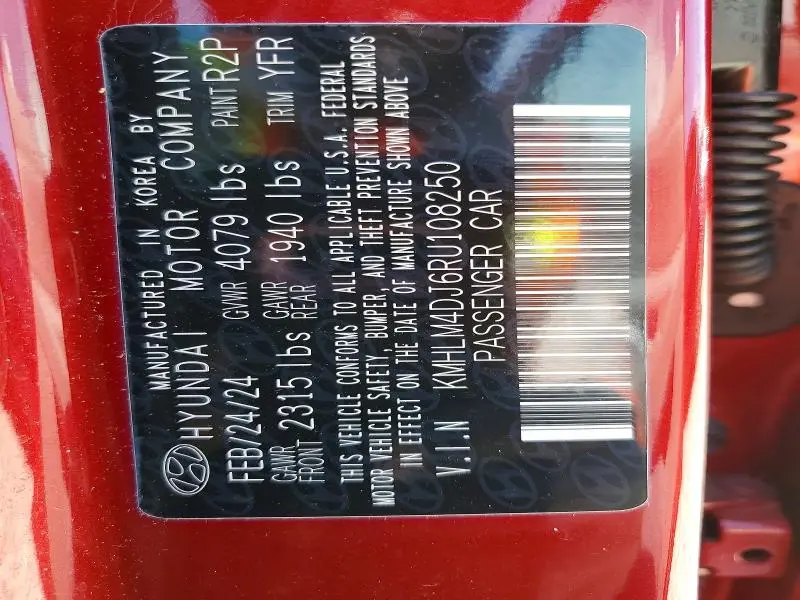 MANUFACTURED IN KOREA BY
HYUNDAI MOTOR COMPANY
FEB/24/24 GVWR 4079 lbs PAINT R2P
GAWR FRONT 2315 lbs GAWR REAR 1940 lbs TRIM YFR
THIS VEHICLE CONFORMS TO ALL APPLICABLE U.S.A. FEDERAL
MOTOR VEHICLE SAFETY, BUMPER, AND THEFT PREVENTION STANDARDS
IN EFFECT ON THE DATE OF MANUFACTURE SHOWN ABOVE
V.I.N KMHLM4DJ6RU108250
PASSENGER CAR